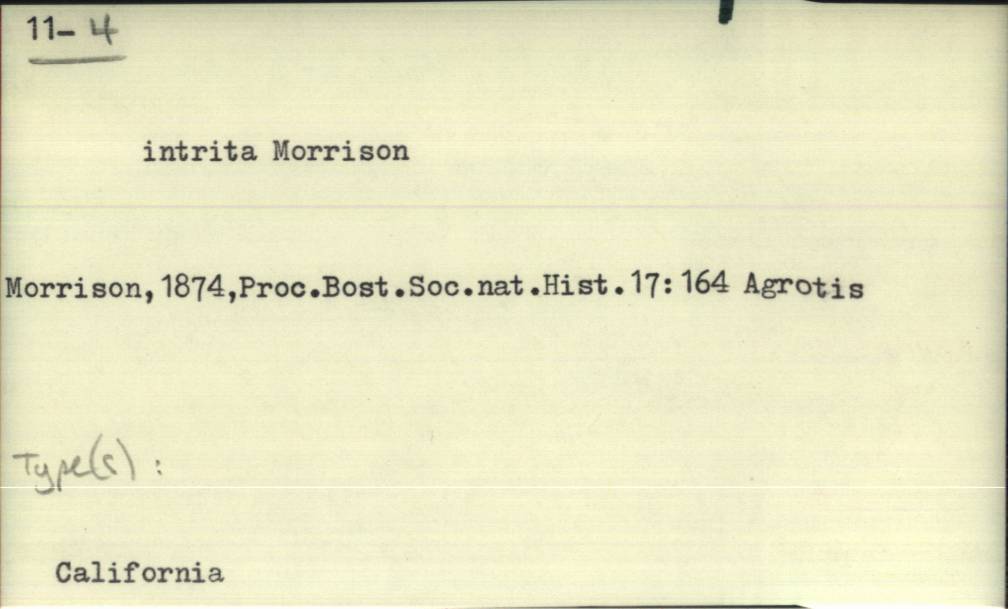 11-4
intrita Morrison
Morrison,1874,Proc.Bost.Soc.nat.Hist.17:164 Agrotis
Type(s) :
California